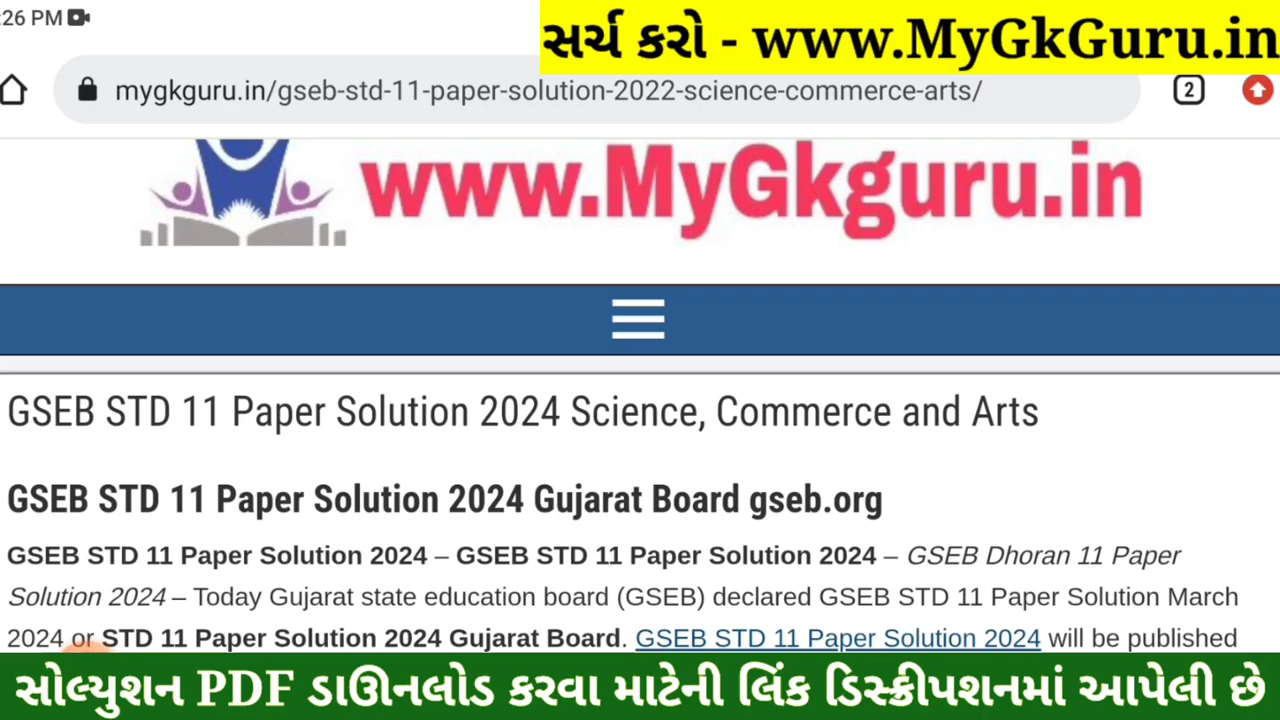 :26 PM
સર્ચ કરો - www.MyGkGuru.in
mygkguru.in/gseb-std-11-paper-solution-2022-science-commerce-arts/
2
www.MyGkguru.in
GSEB STD 11 Paper Solution 2024 Science, Commerce and Arts
GSEB STD 11 Paper Solution 2024 Gujarat Board gseb.org
GSEB STD 11 Paper Solution 2024 – GSEB STD 11 Paper Solution 2024 – GSEB Dhoran 11 Paper
Solution 2024 – Today Gujarat state education board (GSEB) declared GSEB STD 11 Paper Solution March
2024 or STD 11 Paper Solution 2024 Gujarat Board. GSEB STD 11 Paper Solution 2024 will be published
સોલ્યુશન PDF ડાઊનલોડ કરવા માટેની લિંક ડિસ્ક્રીપશનમાં આપેલી છે